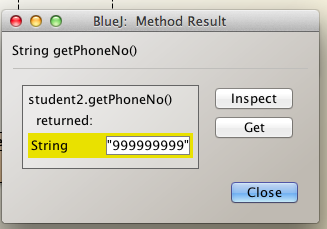 BlueJ: Method Result
String getPhoneNo()
student2.getPhoneNo()
returned:
String "999999999"
Inspect
Get
Close